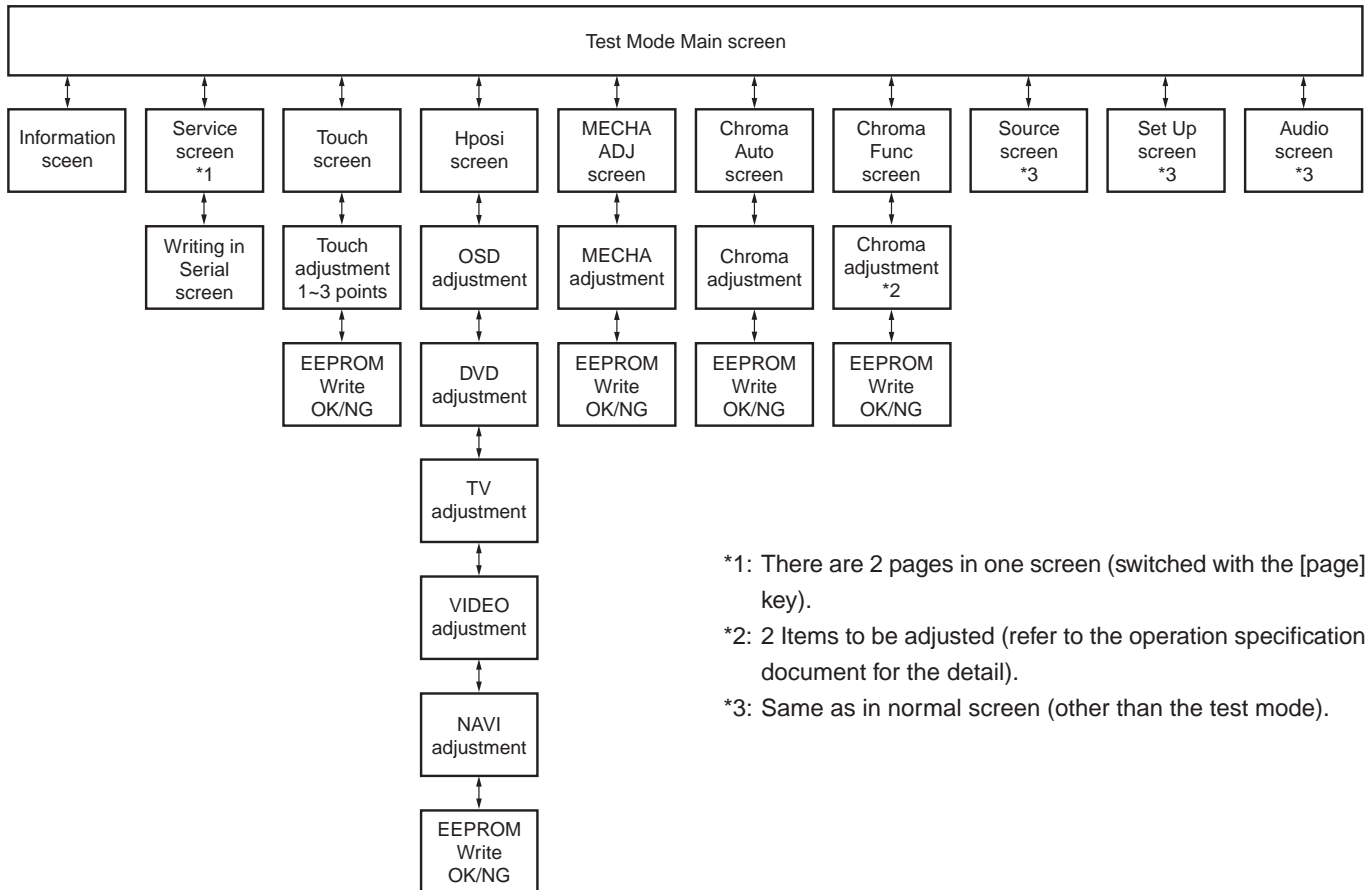 Test Mode Main screen
Information
sceen
Service
screen
*1
Touch
screen
Hposi
screen
MECHA
ADJ
screen
Chroma
Auto
screen
Chroma
Func
screen
Source
screen
*3
Set Up
screen
*3
Audio
screen
*3
Writing in
Serial
screen
Touch
adjustment
1~3 points
OSD
adjustment
MECHA
adjustment
Chroma
adjustment
Chroma
adjustment
*2
EEPROM
Write
OK/NG
DVD
adjustment
EEPROM
Write
OK/NG
EEPROM
Write
OK/NG
EEPROM
Write
OK/NG
TV
adjustment
VIDEO
adjustment
NAVI
adjustment
EEPROM
Write
OK/NG
*1: There are 2 pages in one screen (switched with the [page]
key).
*2: 2 Items to be adjusted (refer to the operation specification
document for the detail).
*3: Same as in normal screen (other than the test mode).